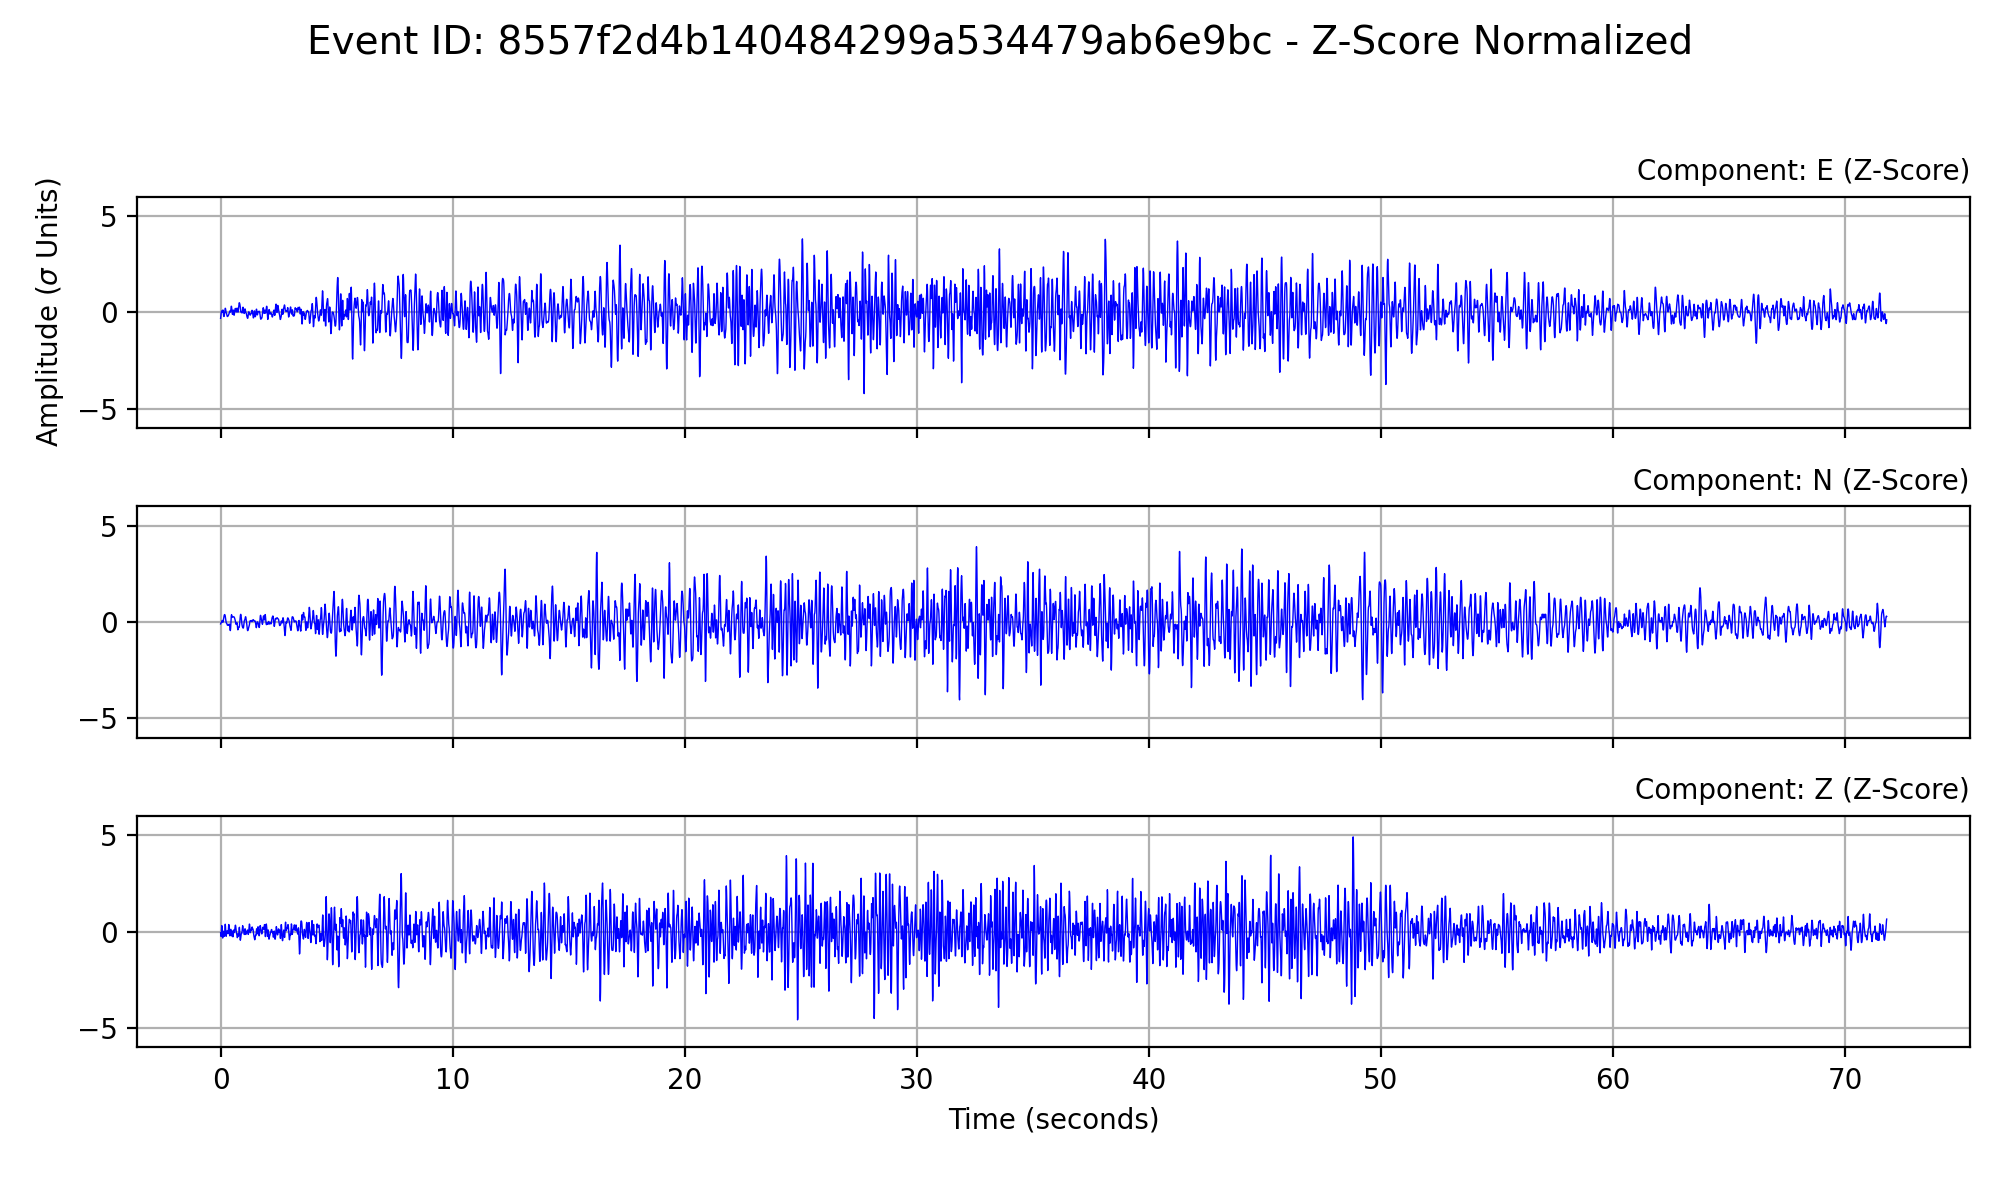 Event ID: 8557f2d4b140484299a534479ab6e9bc - Z-Score Normalized
Component: E (Z-Score)
Amplitude (σ Units)
5
0
−5
Component: N (Z-Score)
5
0
−5
Component: Z (Z-Score)
5
0
−5
0 10 20 30 40 50 60 70
Time (seconds)